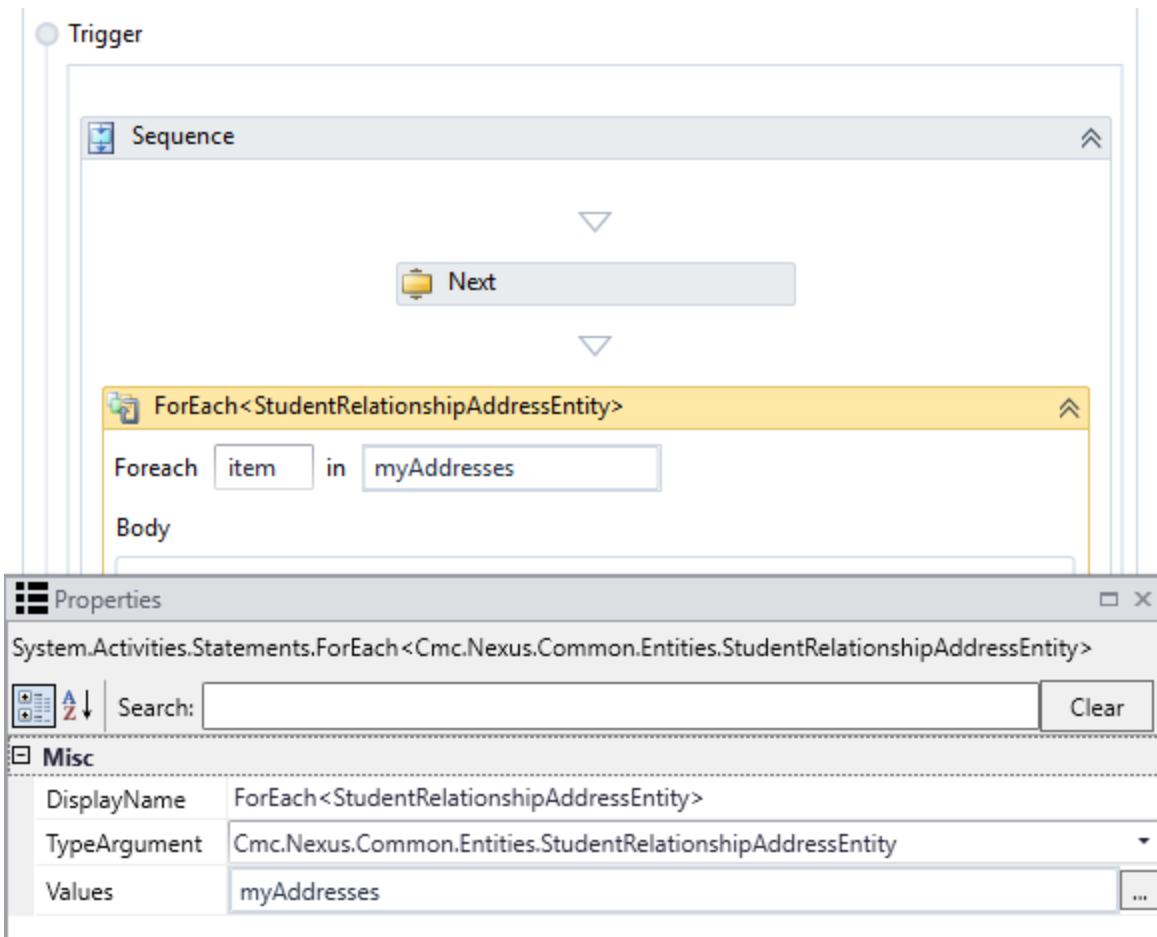 Trigger
Sequence
Next
ForEach<StudentRelationshipAddressEntity>
Foreach item in myAddresses
Body
Properties
System.Activities.Statements.ForEach<Cmc.Nexus.Common.Entities.StudentRelationshipAddressEntity>
A Z Search: Clear
Misc
DisplayName ForEach<StudentRelationshipAddressEntity>
TypeArgument Cmc.Nexus.Common.Entities.StudentRelationshipAddressEntity
Values myAddresses ...